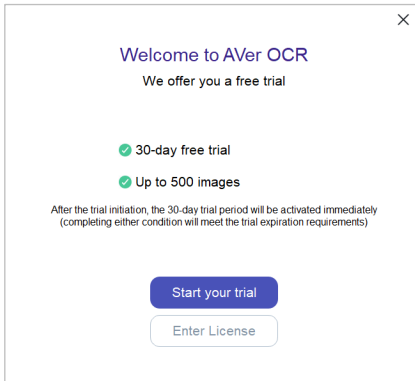 Welcome to AVer OCR
We offer you a free trial
30-day free trial
Up to 500 images
After the trial initiation, the 30-day trial period will be activated immediately
(completing either condition will meet the trial expiration requirements)
Start your trial
Enter License